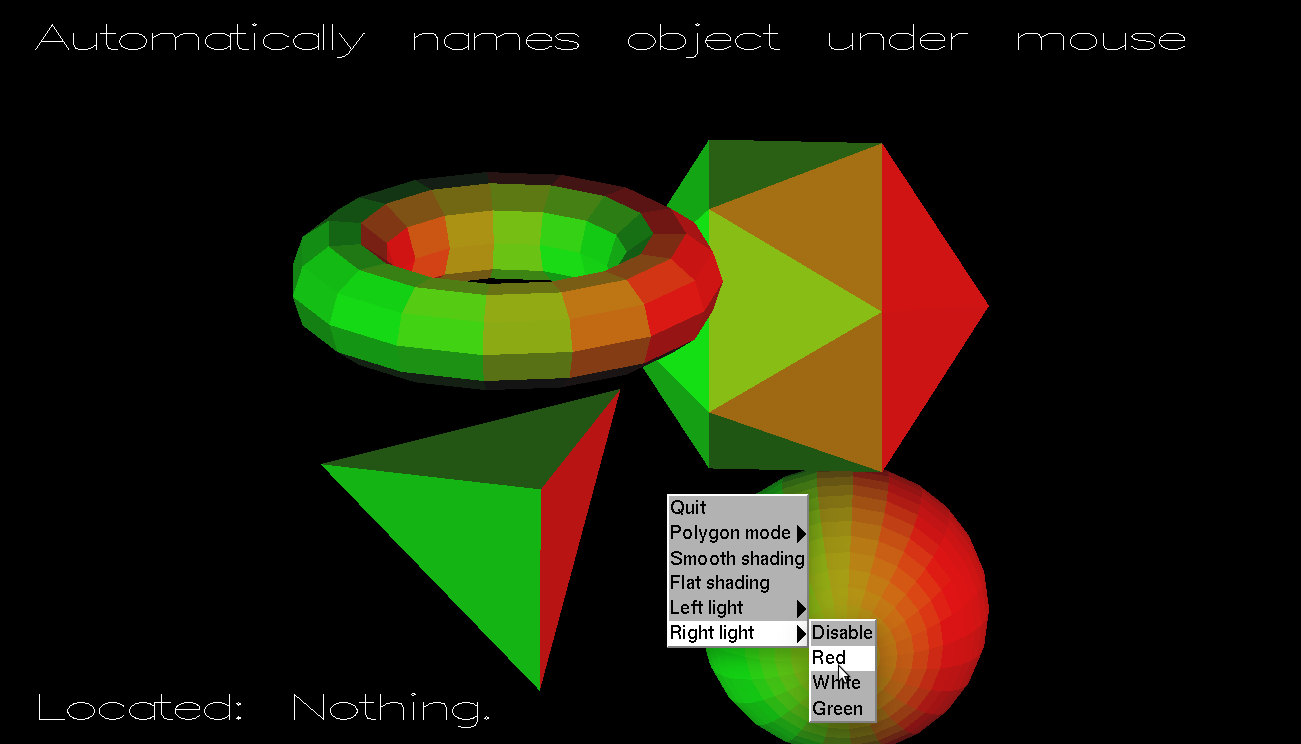 Automatically names object under mouse
Quit
Polygon mode
Smooth shading
Flat shading
Left light
Right light
Disable
Red
White
Green
Located: Nothing.